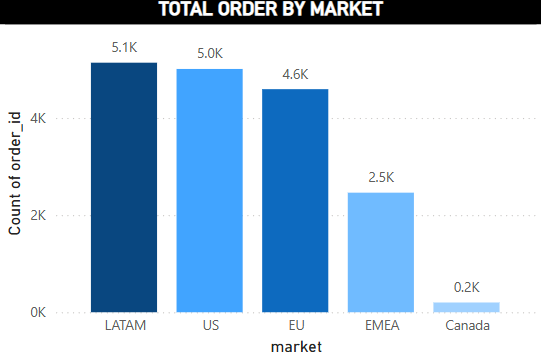 TOTAL ORDER BY MARKET
5.1K
5.0K
4.6K
2.5K
0.2K
Count of order_id
4K
2K
0K
LATAM US EU EMEA Canada
market